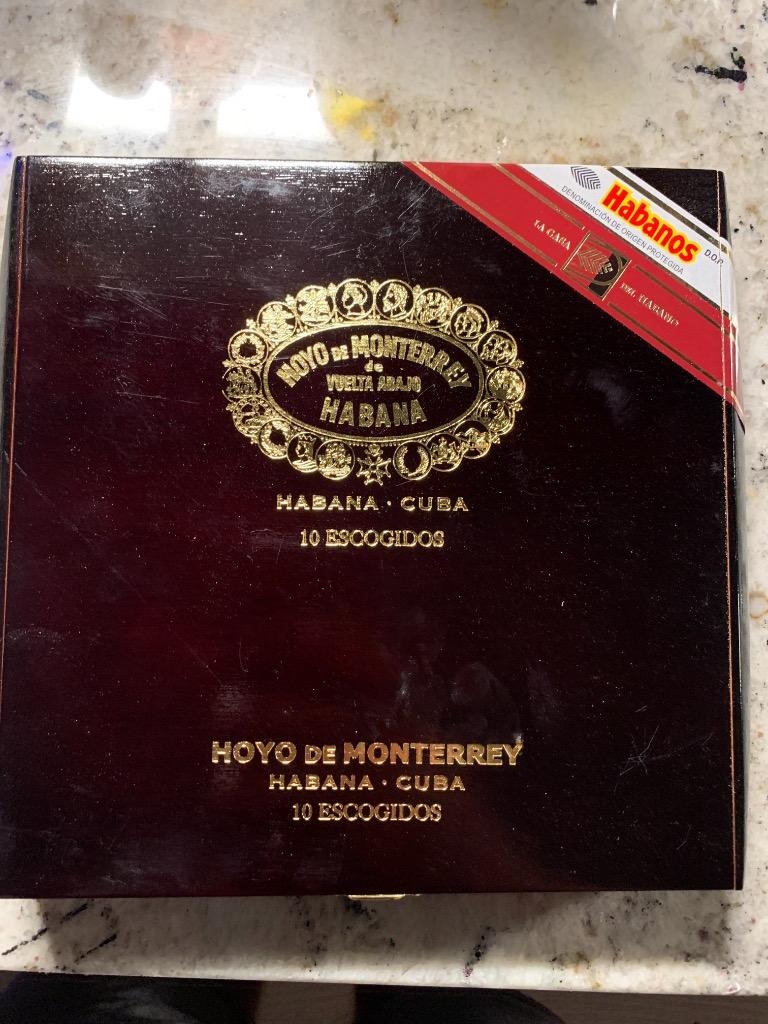 Habanos
D.O.P.
DENOMINACIÓN DE ORIGEN PROTEGIDA
LA CASA
DEL HABANO
HOYO DE MONTERREY
de
VUELTA ABAJO
HABANA
HABANA · CUBA
10 ESCOGIDOS
HOYO DE MONTERREY
HABANA · CUBA
10 ESCOGIDOS